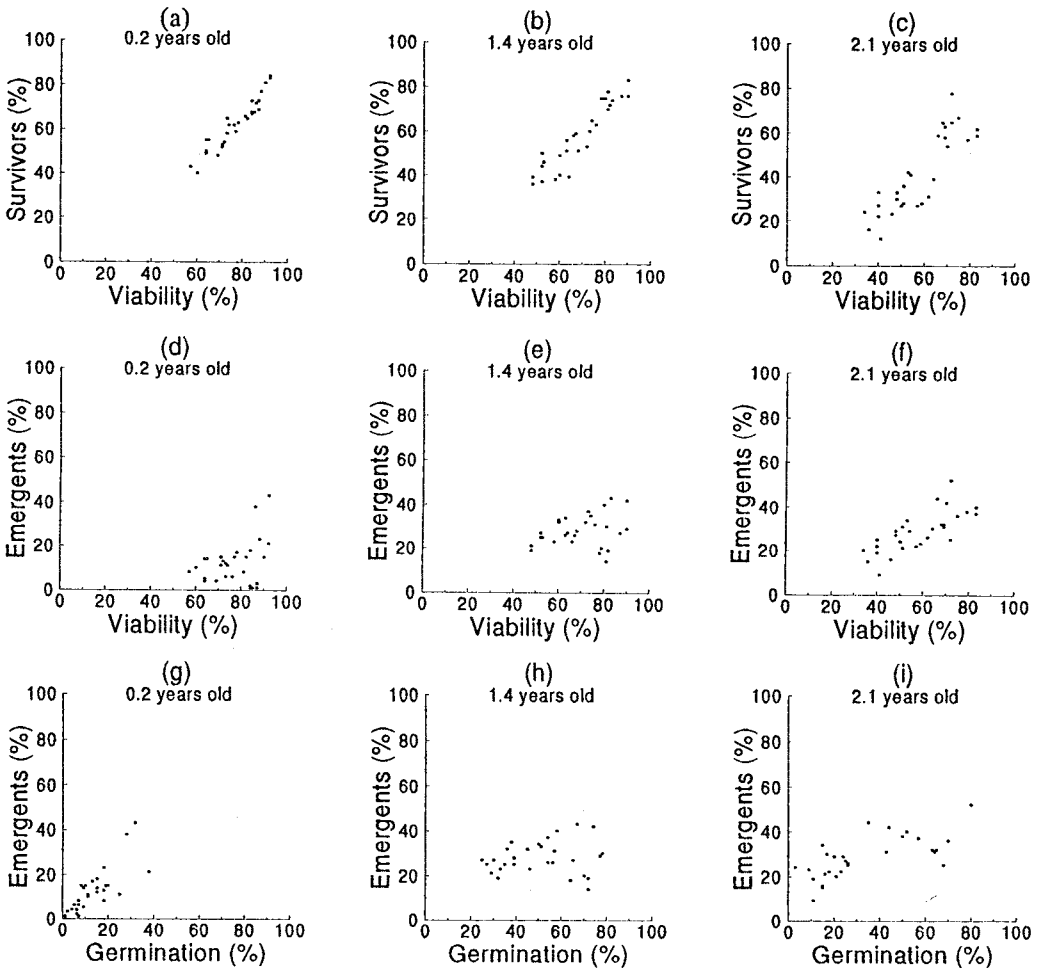 (a)
0.2 years old
Survivors (%)
100
80
60
40
20
0
0 20 40 60 80 100
Viability (%)
(b)
1.4 years old
Survivors (%)
100
80
60
40
20
0
0 20 40 60 80 100
Viability (%)
(c)
2.1 years old
Survivors (%)
100
80
60
40
20
0
0 20 40 60 80 100
Viability (%)
(d)
0.2 years old
Emergents (%)
100
80
60
40
20
0
0 20 40 60 80 100
Viability (%)
(e)
1.4 years old
Emergents (%)
100
80
60
40
20
0
0 20 40 60 80 100
Viability (%)
(f)
2.1 years old
Emergents (%)
100
80
60
40
20
0
0 20 40 60 80 100
Viability (%)
(g)
0.2 years old
Emergents (%)
100
80
60
40
20
0
0 20 40 60 80 100
Germination (%)
(h)
1.4 years old
Emergents (%)
100
80
60
40
20
0
0 20 40 60 80 100
Germination (%)
(i)
2.1 years old
Emergents (%)
100
80
60
40
20
0
0 20 40 60 80 100
Germination (%)